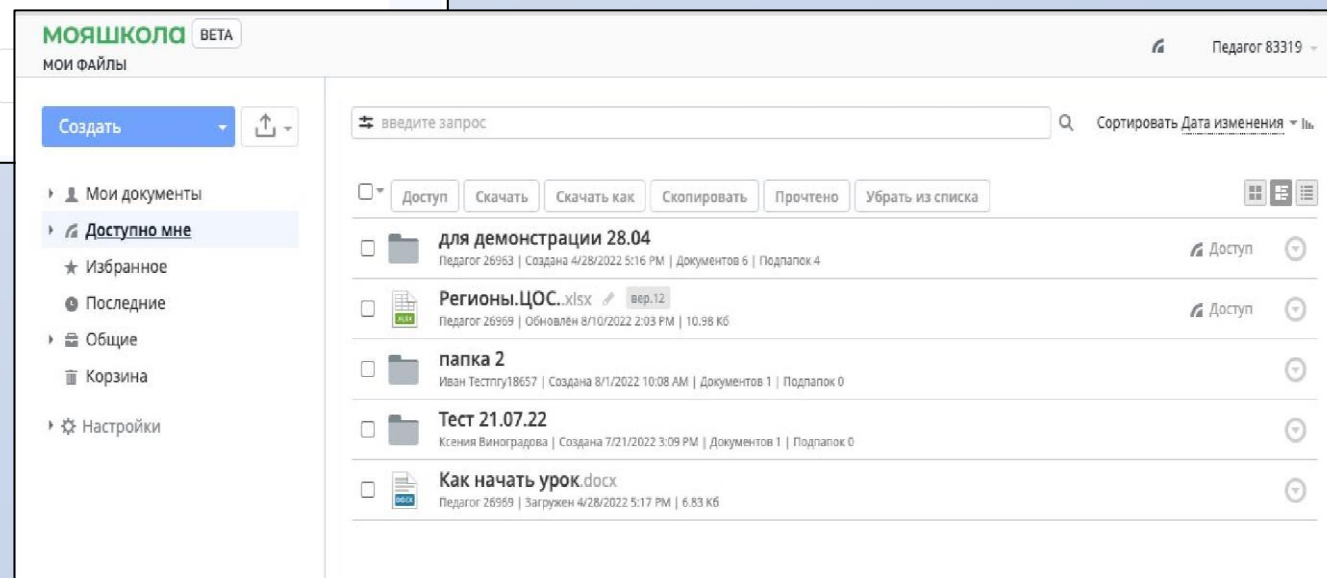 МОЯШКОЛА BETA
МОИ ФАЙЛЫ
Педагог 83319
Создать
введите запрос
Сортировать Дата изменения
Мои документы
Доступно мне
Избранное
Последние
Общие
Корзина
Настройки
Доступ Скачать Скачать как Скопировать Прочтено Убрать из списка
для демонстрации 28.04
Педагог 26963 | Создана 4/28/2022 5:16 PM | Документов 6 | Подпапок 4
Доступ
Регионы.ЦОС..xlsx вер.12
Педагог 26969 | Обновлён 8/10/2022 2:03 PM | 10.98 Кб
Доступ
XLSX
папка 2
Иван Тестпгу18657 | Создана 8/1/2022 10:08 AM | Документов 1 | Подпапок 0
Тест 21.07.22
Ксения Виноградова | Создана 7/21/2022 3:09 PM | Документов 1 | Подпапок 0
Как начать урок.docx
Педагог 26969 | Загружен 4/28/2022 5:17 PM | 6.83 Кб
DOCX